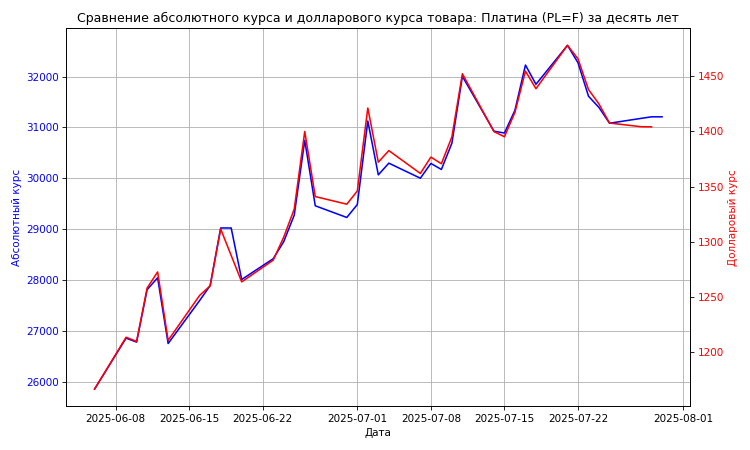 Сравнение абсолютного курса и долларового курса товара: Платина (PL=F) за десять лет
Абсолютный курс
32000
31000
30000
29000
28000
27000
26000
1450
1400
1350
1300
1250
1200
Долларовый курс
2025-06-08 2025-06-15 2025-06-22 2025-07-01 2025-07-08 2025-07-15 2025-07-22 2025-08-01
Дата